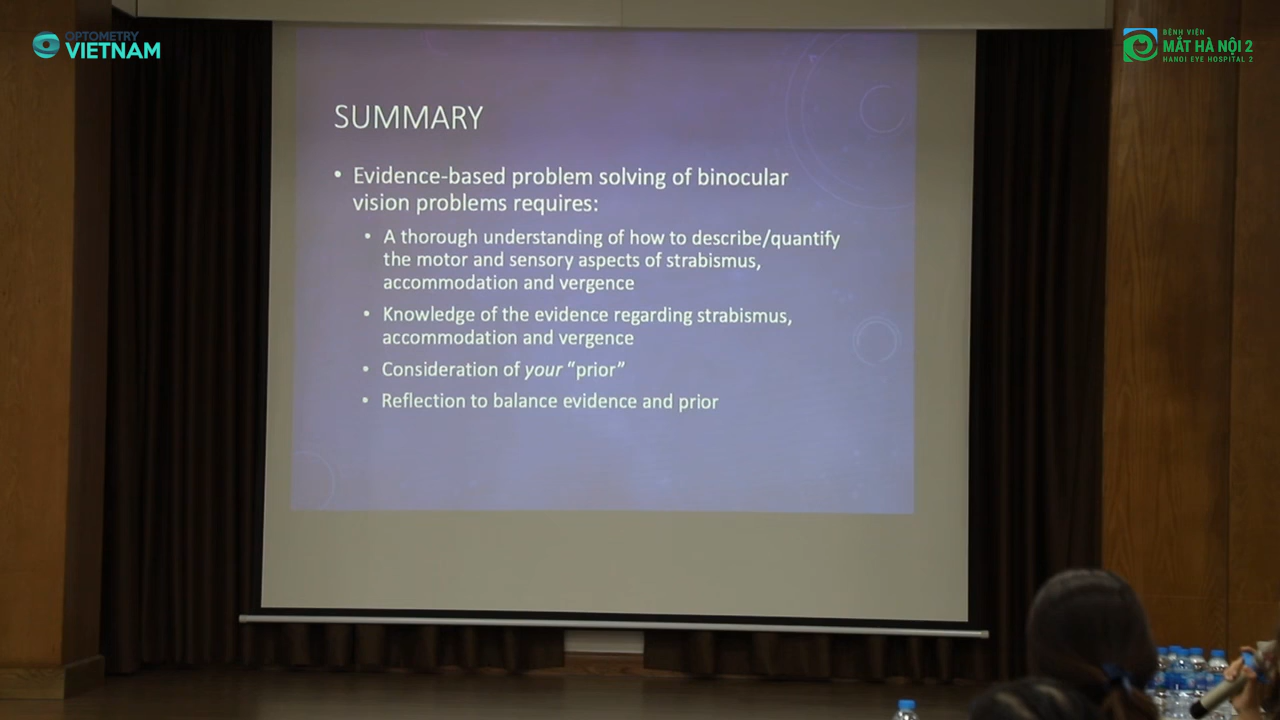 OPTOMETRY
VIETNAM
BỆNH VIỆN
MẮT HÀ NỘI 2
HANOI EYE HOSPITAL 2
SUMMARY
• Evidence-based problem solving of binocular
vision problems requires:
• A thorough understanding of how to describe/quantify
the motor and sensory aspects of strabismus,
accommodation and vergence
• Knowledge of the evidence regarding strabismus,
accommodation and vergence
• Consideration of your “prior”
• Reflection to balance evidence and prior